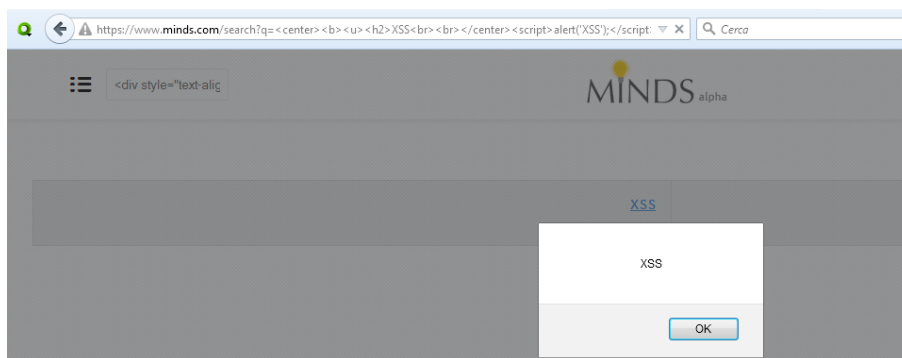 https://www.minds.com/search?q=<center><b><u><h2>XSS<br><br></center><script>alert('XSS');</script:
Cerca
<div style="text-alig
MINDS alpha
XSS
XSS
OK